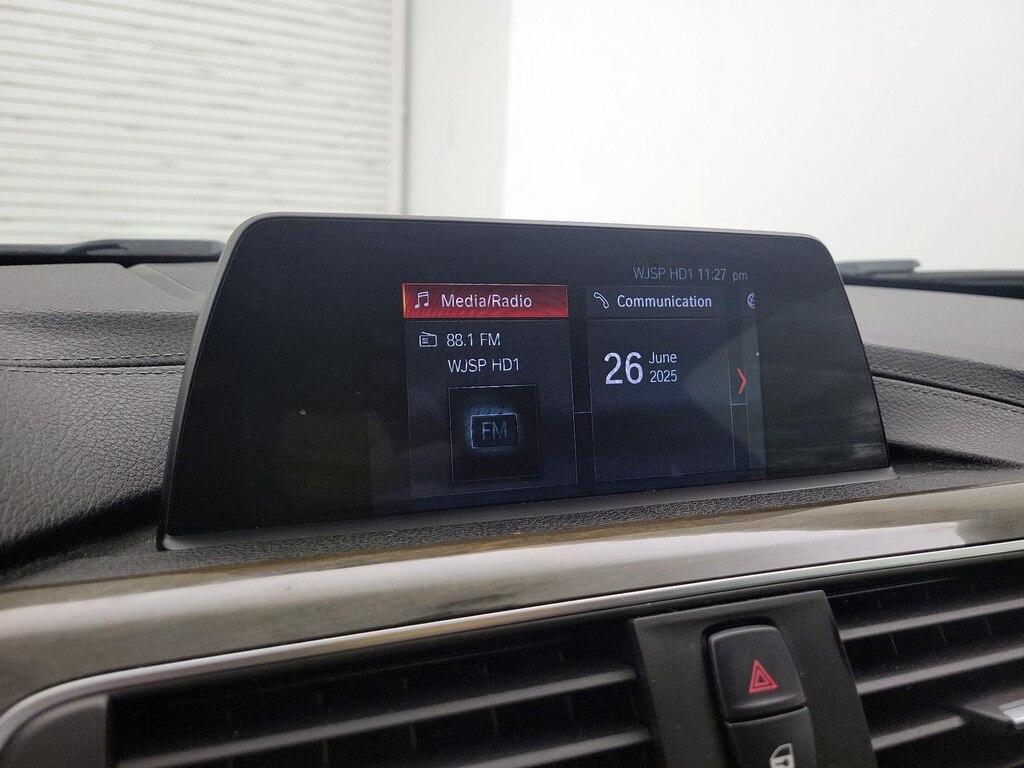 WJSP HD1 11:27 pm
Media/Radio
Communication
88.1 FM
WJSP HD1
26 June
2025
FM